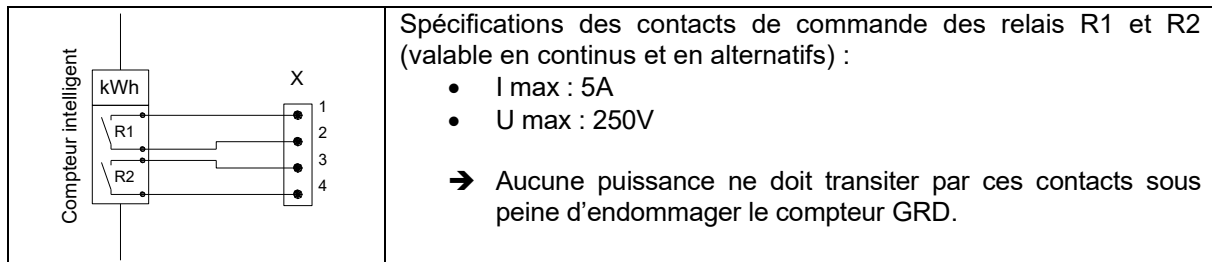 Compteur intelligent
kWh
R1
R2
X
1
2
3
4
Spécifications des contacts de commande des relais R1 et R2
(valable en continus et en alternatifs) :
• I max : 5A
• U max : 250V
➔ Aucune puissance ne doit transiter par ces contacts sous
peine d’endommager le compteur GRD.